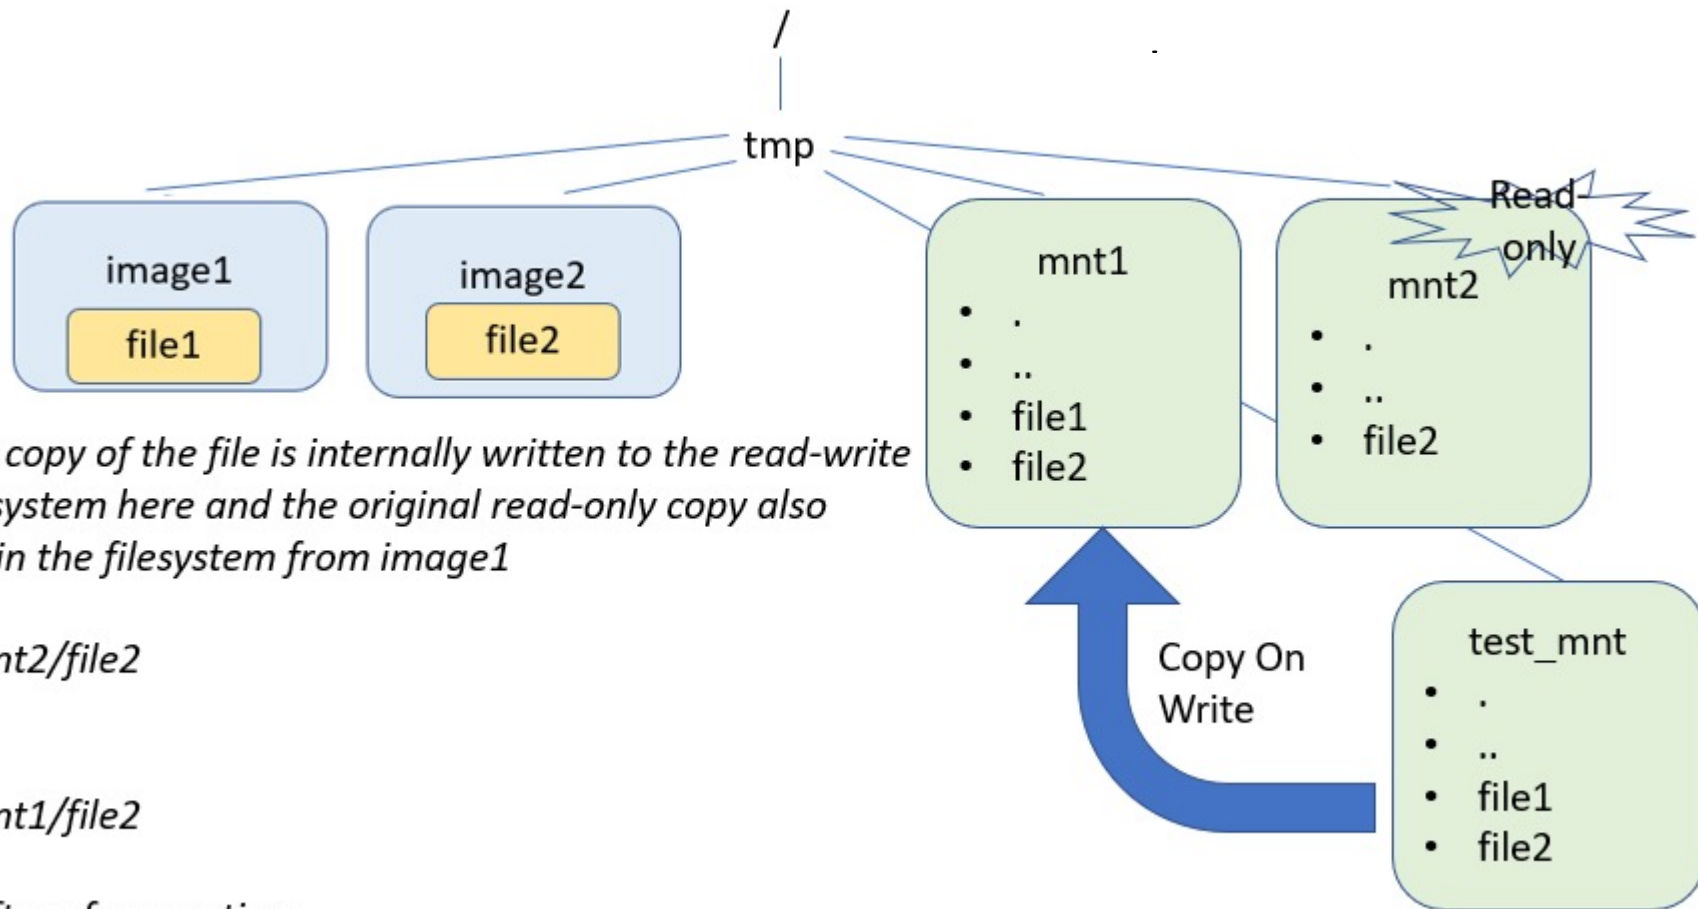 /
tmp
Read-
only
image1
file1
image2
file2
mnt1
• .
• ..
• file1
• file2
mnt2
• .
• ..
• file2
copy of the file is internally written to the read-write
system here and the original read-only copy also
in the filesystem from image1
nt2/file2
nt1/file2
Copy On
Write
test_mnt
• .
• ..
• file1
• file2